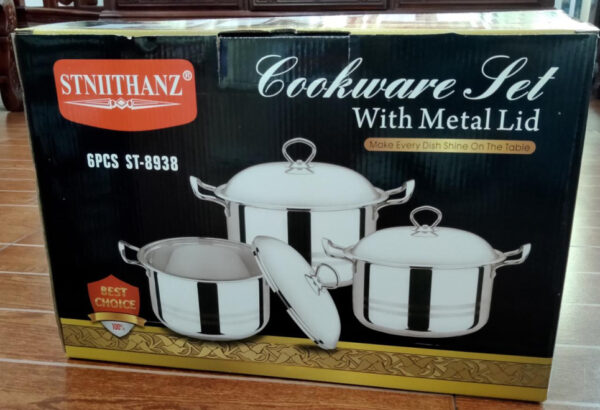 STNIITHANZ®
Cookware Set
With Metal Lid
Make Every Dish Shine On The Table
6PCS ST-8938
BEST
CHOICE
100%